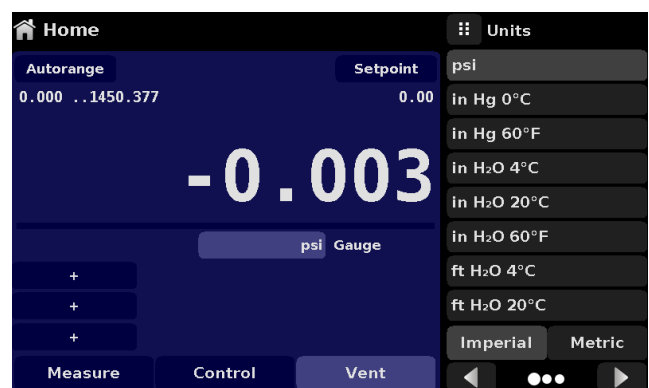 Home
Autorange
Setpoint
0.000 ..1450.377
0.00
-0.003
psi Gauge
+
+
+
Measure
Control
Vent
Units
psi
in Hg 0°C
in Hg 60°F
in H₂O 4°C
in H₂O 20°C
in H₂O 60°F
ft H₂O 4°C
ft H₂O 20°C
Imperial
Metric